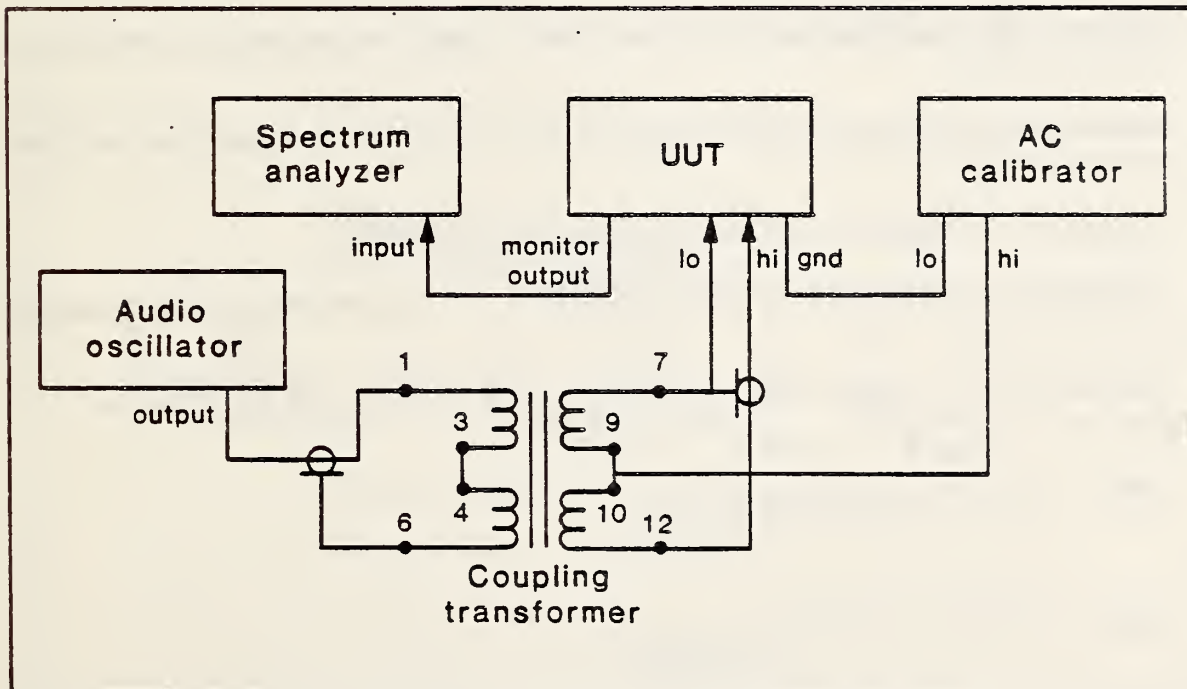 Spectrum
analyzer
UUT
AC
calibrator
input
monitor
output
lo
hi
gnd
lo
hi
Audio
oscillator
output
1
3
4
6
7
9
10
12
Coupling
transformer